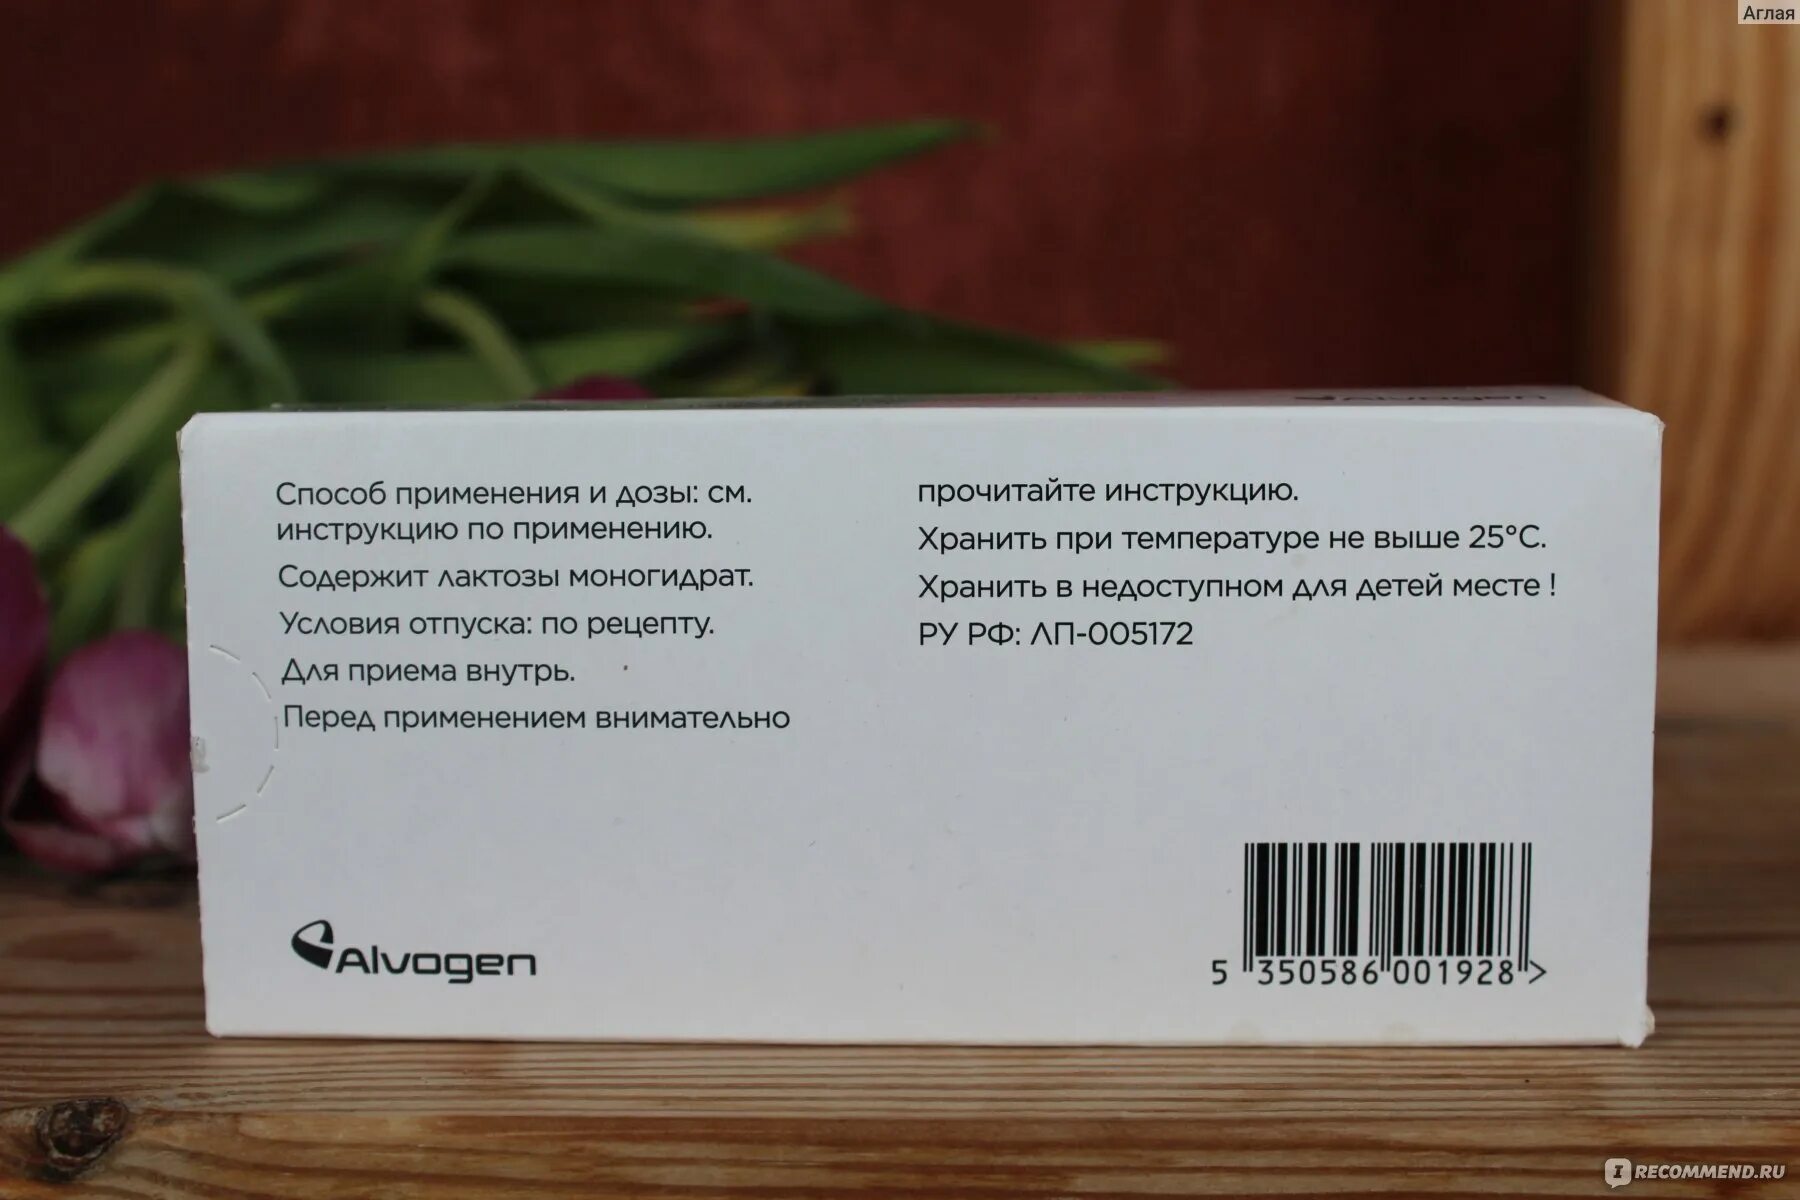 Аглая
Alvogen
Способ применения и дозы: см.
инструкцию по применению.
Содержит лактозы моногидрат.
Условия отпуска: по рецепту.
Для приема внутрь.
Перед применением внимательно
прочитайте инструкцию.
Хранить при температуре не выше 25°C.
Хранить в недоступном для детей месте !
РУ РФ: ЛП-005172
Alvogen
5 350586 001928 >
RECOMMEND.RU